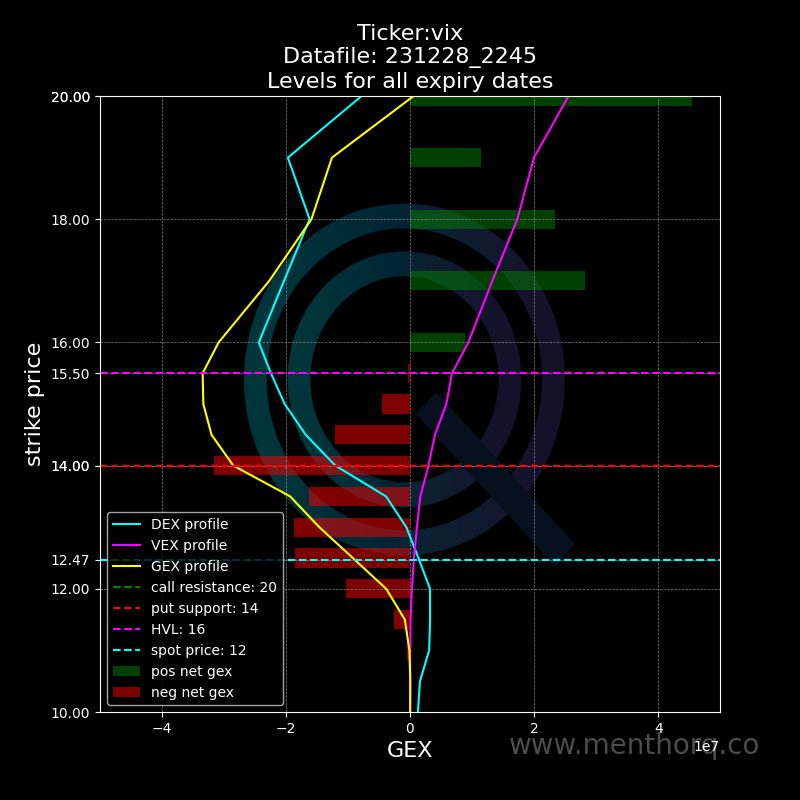 Ticker:vix
Datafile: 231228_2245
Levels for all expiry dates
20.00
18.00
16.00
15.50
14.00
12.47
12.00
10.00
strike price
DEX profile
VEX profile
GEX profile
call resistance: 20
put support: 14
HVL: 16
spot price: 12
pos net gex
neg net gex
−4
−2
0
2
4
1e7
GEX
www.menthorq.co